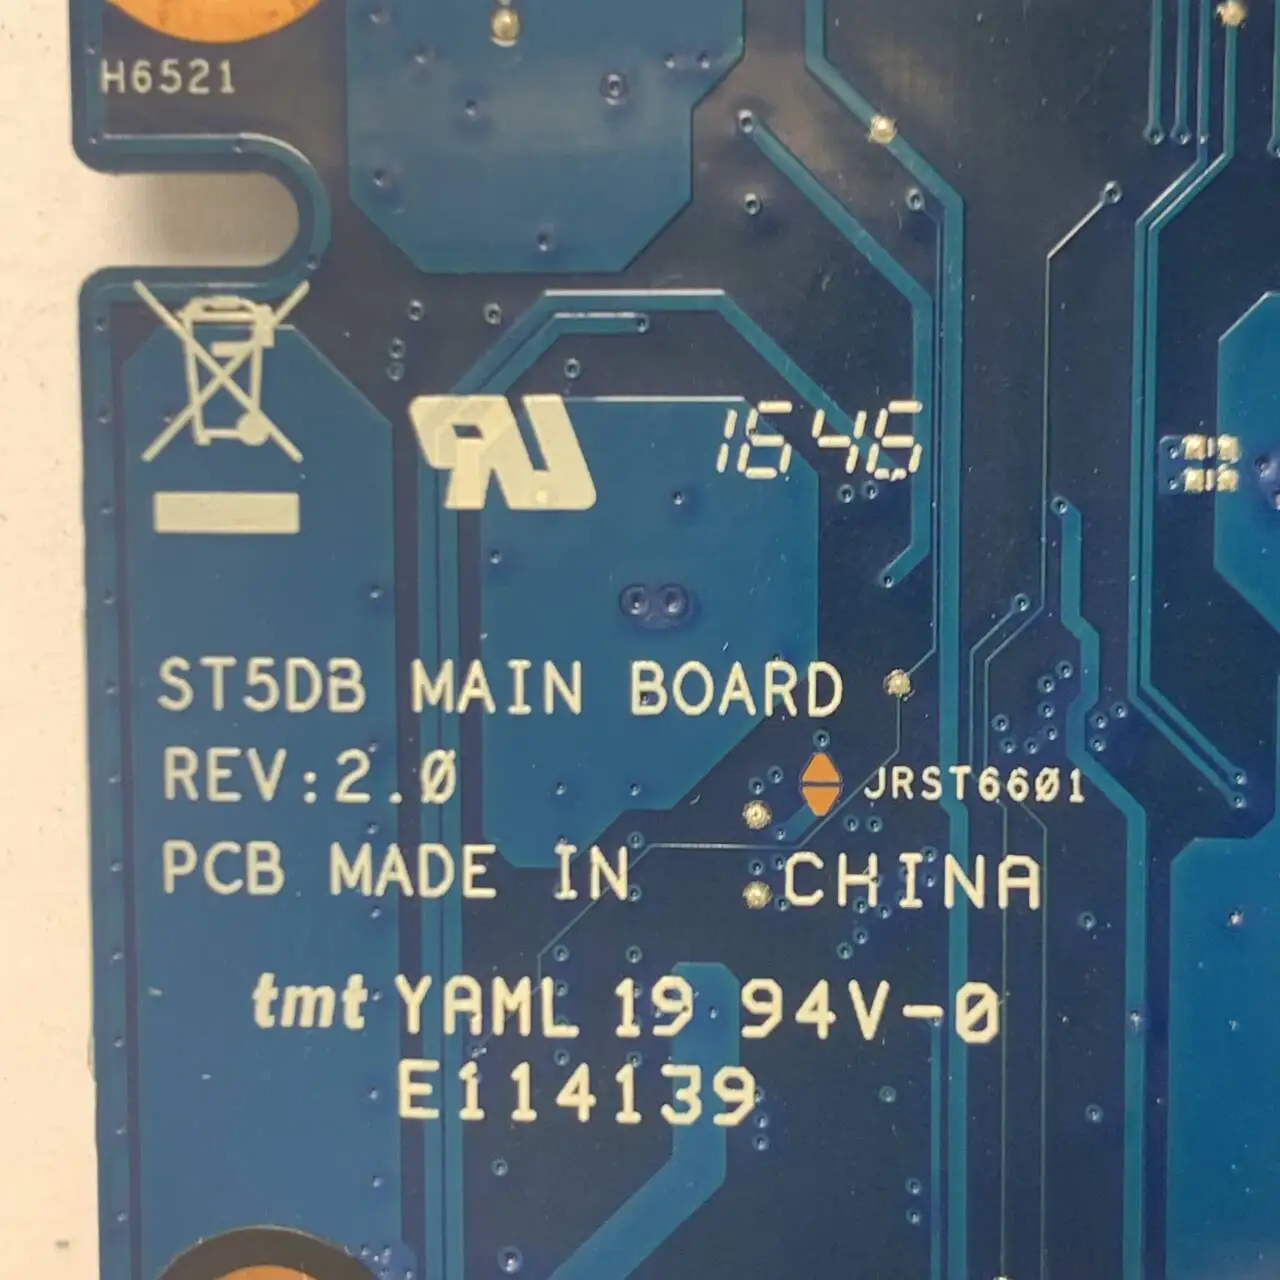 H6521
1646
ST5DB MAIN BOARD
REV:2.0
JRST6601
PCB MADE IN CHINA
tmt YAML 19 94V-0
E114139